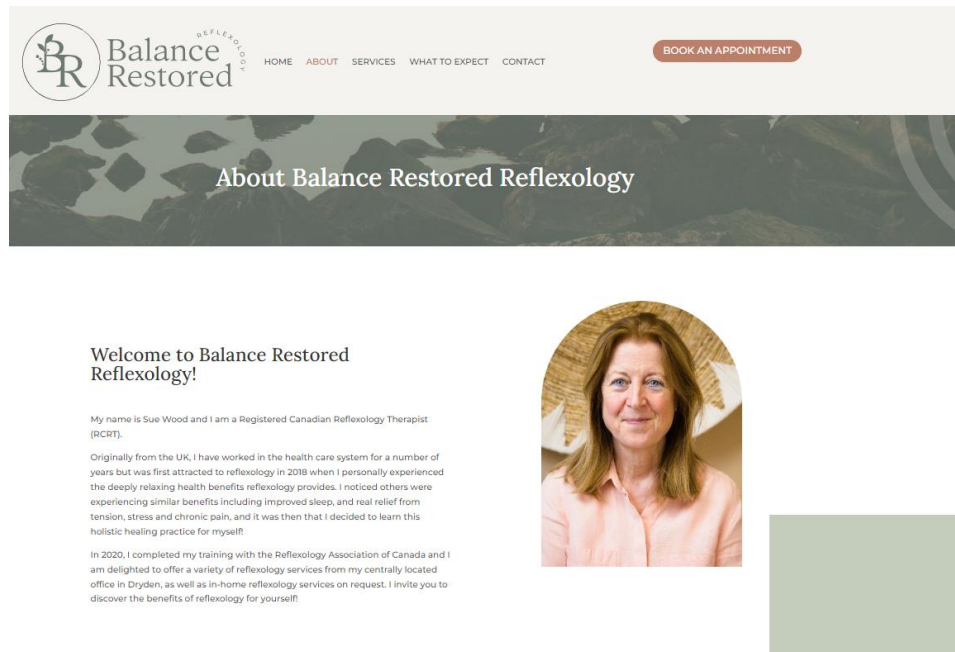 BR
Balance
Restored
REFLEXOLOGY
HOME ABOUT SERVICES WHAT TO EXPECT CONTACT
BOOK AN APPOINTMENT
About Balance Restored Reflexology
Welcome to Balance Restored
Reflexology!
My name is Sue Wood and I am a Registered Canadian Reflexology Therapist
(RCRT).
Originally from the UK, I have worked in the health care system for a number of
years but was first attracted to reflexology in 2018 when I personally experienced
the deeply relaxing health benefits reflexology provides. I noticed others were
experiencing similar benefits including improved sleep, and real relief from
tension, stress and chronic pain, and it was then that I decided to learn this
holistic healing practice for myself!
In 2020, I completed my training with the Reflexology Association of Canada and I
am delighted to offer a variety of reflexology services from my centrally located
office in Dryden, as well as in-home reflexology services on request. I invite you to
discover the benefits of reflexology for yourself!